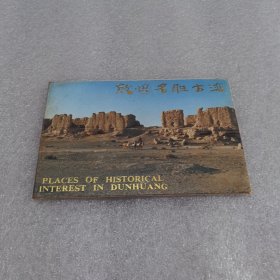 敦煌名胜古迹
PLACES OF HISTORICAL
INTEREST IN DUNHUANG